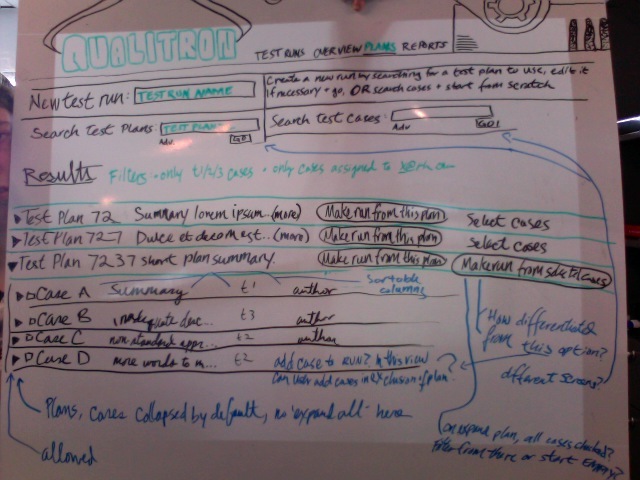 QUALITRON
TEST RUNS OVERVIEW PLANS REPORTS
New test run: TEST RUN NAME
Create a new run by searching for a test plan to use, edit it
if necessary + go, OR search cases + start from scratch
Search Test Plans: TEST PLAN
Adv. GO
Search test cases:
Adv GO!
Results Filters • only t1/2/3 cases • only cases assigned to
Test Plan 72 Summary lorem ipsum... (more) Make run from this plan Select cases
Test Plan 72-7 Dulce et decorum est... (more) Make run from this plan Select cases
Test Plan 7237 short plan summary. Make run from this plan Make run from selected cases
Sortable
columns
Case A Summary t1 author
Case B inadequate desc... t3 author
Case C non standard appr... t2 author
Case D more words to m... t2
add case to RUN? in this view
can user add cases in exclusion of plan?
How differentiated
from this option?
different screens?
Plans, cases collapsed by default, no "expand all" here
allowed
on expand plan, all cases checked?
Filter from there or start EMPTY?